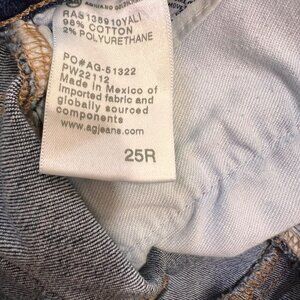 RAS138910YALI
98% COTTON
2% POLYURETHANE
PO#AG-51322
PW22112
Made in Mexico of
imported fabric and
globally sourced
components
www.agjeans.com
25R